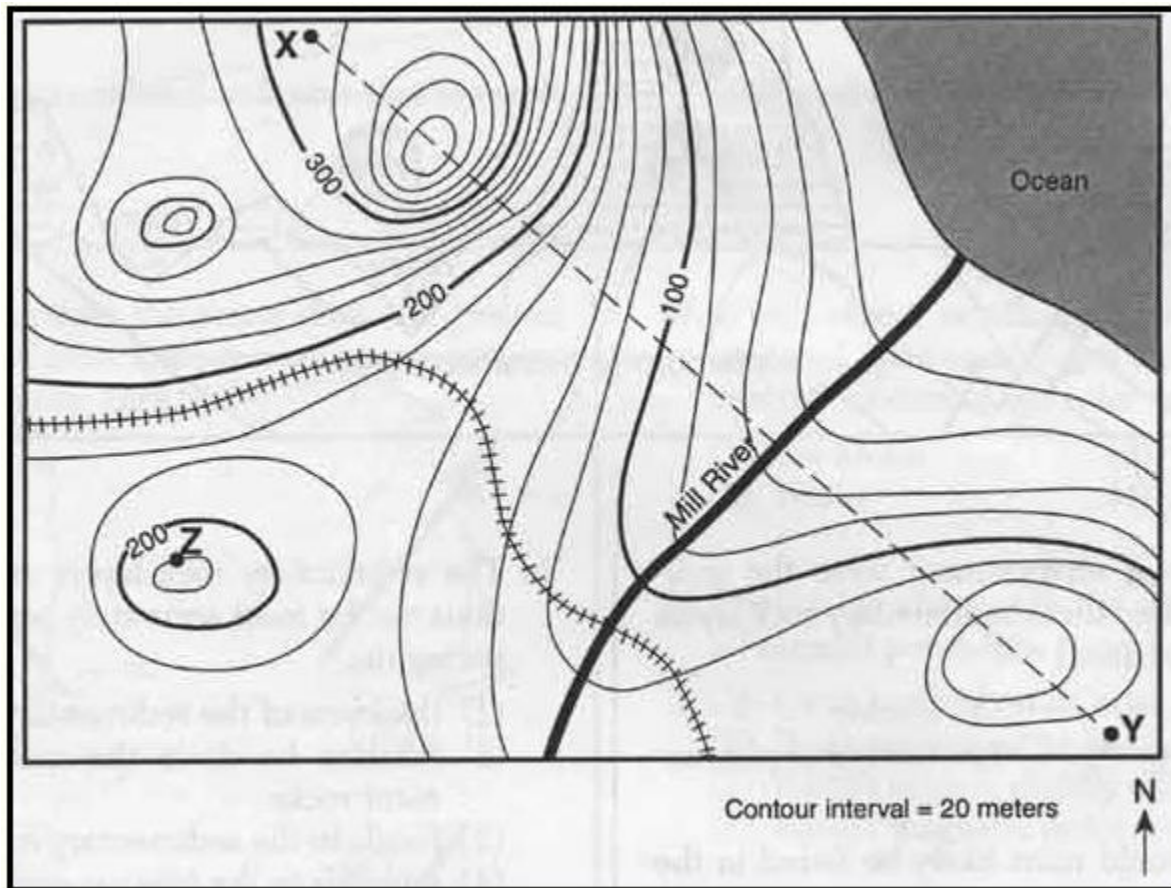 X
300
Ocean
200
100
Mill River
-200
Z
Y
Contour interval = 20 meters
N